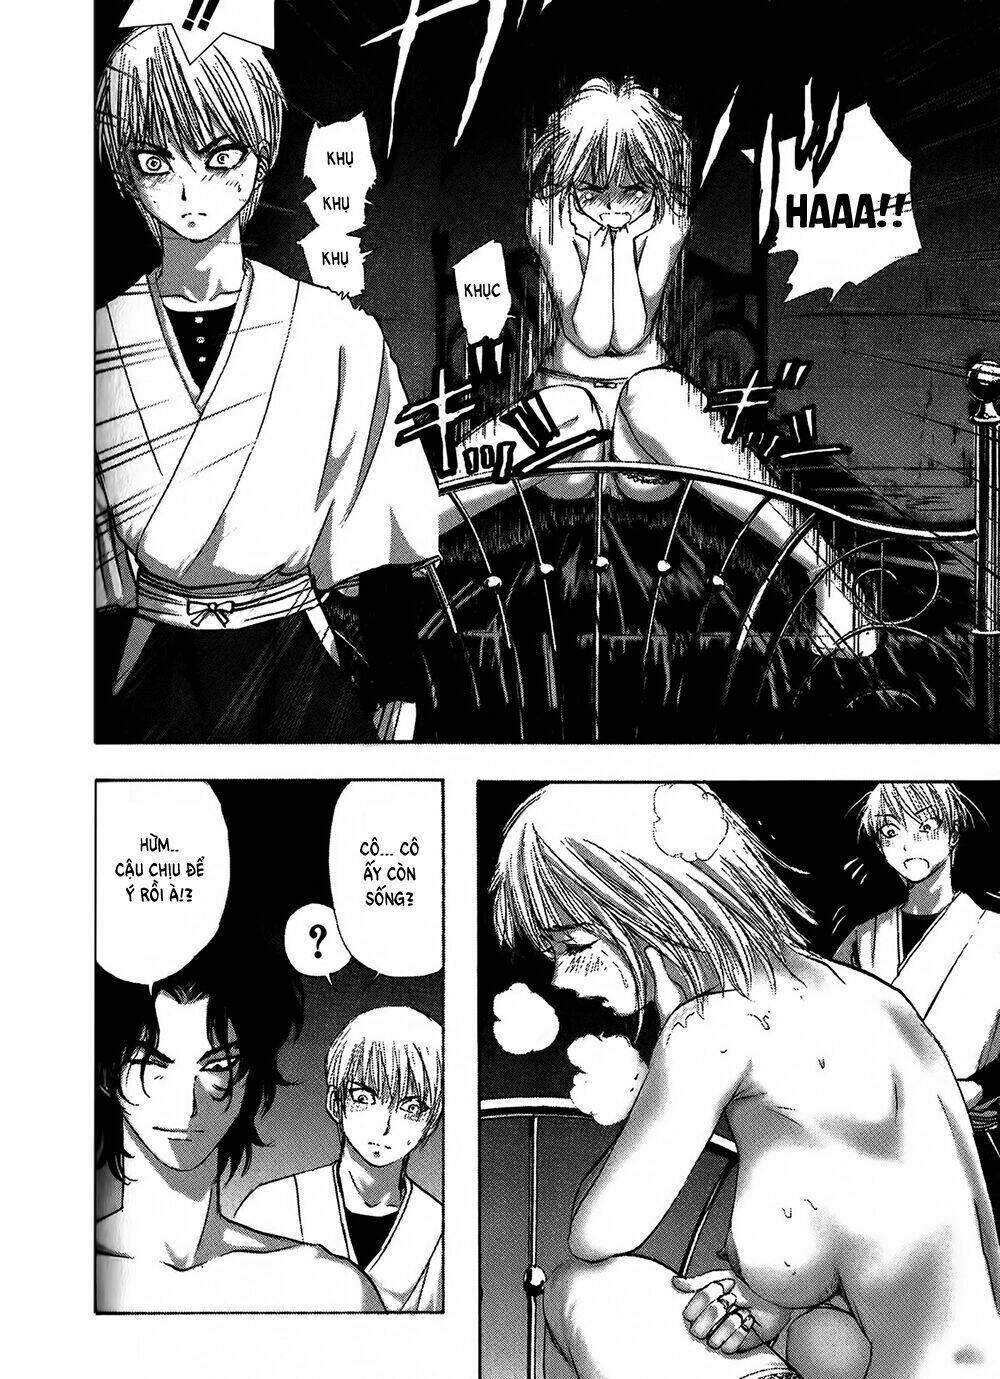 !!
HAAA!!
KHỤ
KHỤ
KHỤ
KHỤC
CÔ... CÔ
ẤY CÒN
SỐNG?
?
HỪM..
CẬU CHỊU ĐỂ
Ý RỒI À!?